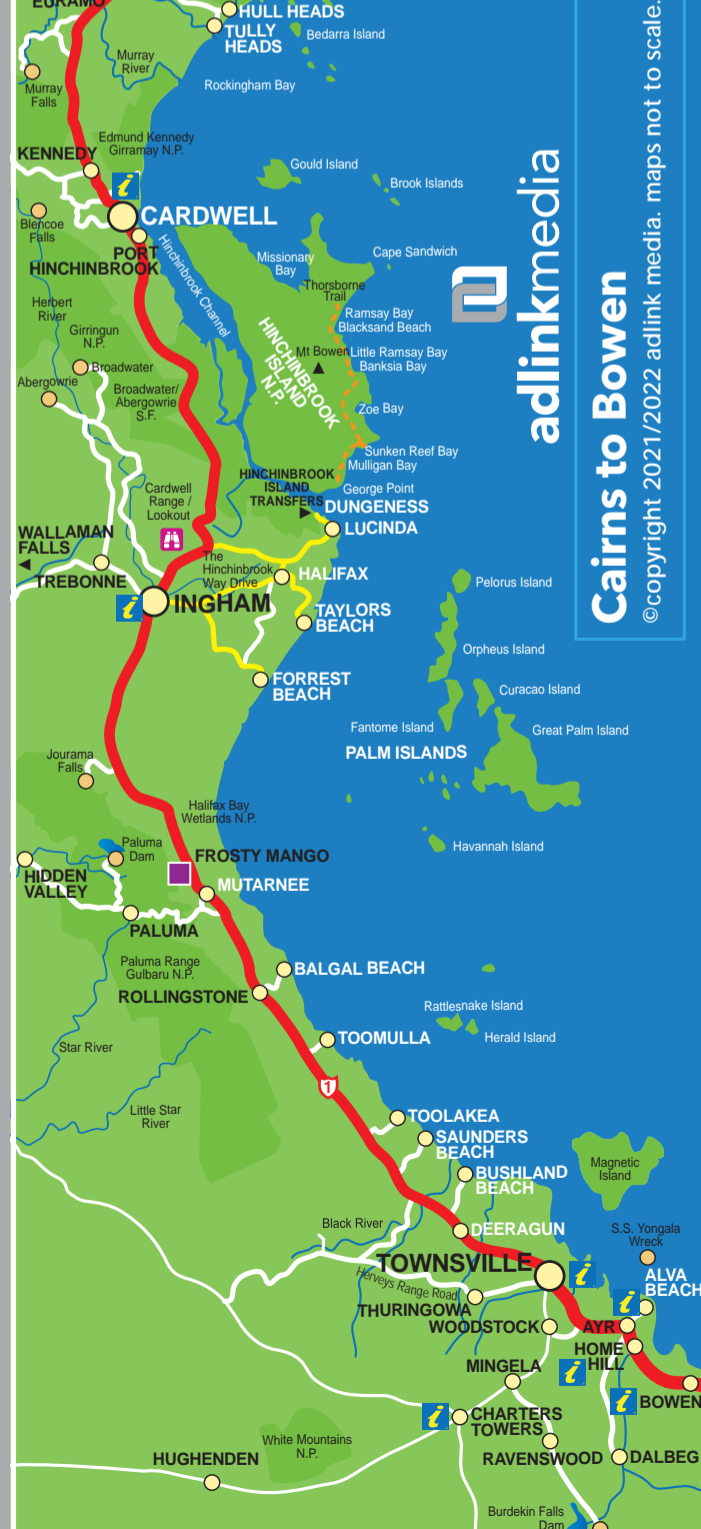 EURAMO
HULL HEADS
TULLY
HEADS
Bedarra Island
Murray
River
Rockingham Bay
Murray
Falls
Edmund Kennedy
Girramay N.P.
KENNEDY
Gould Island
Brook Islands
i
CARDWELL
Blencoe
Falls
PORT
HINCHINBROOK
Hinchinbrook Channel
Missionary
Bay
Cape Sandwich
Thorsborne
Trail
Herbert
River
Ramsay Bay
Blacksand Beach
Girringun
N.P.
HINCHINBROOK
ISLAND
N.P.
Mt Bowen
Little Ramsay Bay
Banksia Bay
Broadwater
Abergowrie
Broadwater/
Abergowrie
S.F.
Zoe Bay
Sunken Reef Bay
Mulligan Bay
HINCHINBROOK
ISLAND
TRANSFERS
George Point
Cardwell
Range /
Lookout
DUNGENESS
LUCINDA
WALLAMAN
FALLS
The
Hinchinbrook
Way Drive
HALIFAX
TREBONNE
i
INGHAM
TAYLORS
BEACH
Pelorus Island
Orpheus Island
FORREST
BEACH
Curacao Island
Fantome Island
Great Palm Island
PALM ISLANDS
Jourama
Falls
Halifax Bay
Wetlands N.P.
Havannah Island
Paluma
Dam
FROSTY MANGO
HIDDEN
VALLEY
MUTARNEE
PALUMA
Paluma Range
Gulbaru N.P.
BALGAL BEACH
ROLLINGSTONE
Rattlesnake Island
Herald Island
TOOMULLA
Star River
1
Little Star
River
TOOLAKEA
SAUNDERS
BEACH
Magnetic
Island
BUSHLAND
BEACH
Black River
DEERAGUN
S.S. Yongala
Wreck
TOWNSVILLE
i
ALVA
BEACH
Herveys Range Road
i
THURINGOWA
WOODSTOCK
AYR
HOME
HILL
MINGELA
i
BOWEN
i
i
CHARTERS
TOWERS
White Mountains
N.P.
HUGHENDEN
RAVENSWOOD
DALBEG
Burdekin Falls
Dam
adlinkmedia
Cairns to Bowen
©copyright 2021/2022 adlink media. maps not to scale.